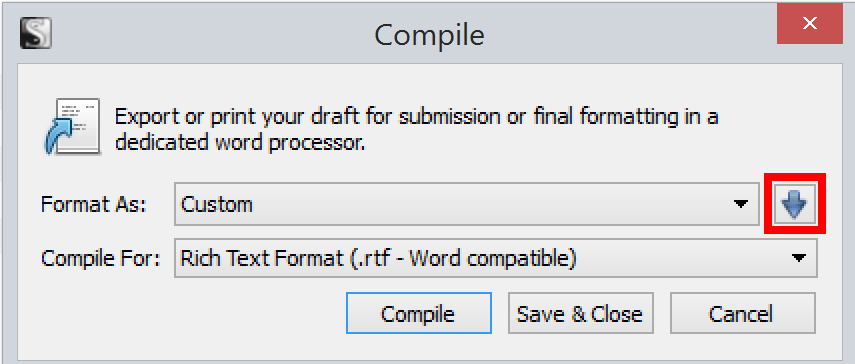 Compile
Export or print your draft for submission or final formatting in a
dedicated word processor.
Format As: Custom
Compile For: Rich Text Format (.rtf - Word compatible)
Compile Save & Close Cancel